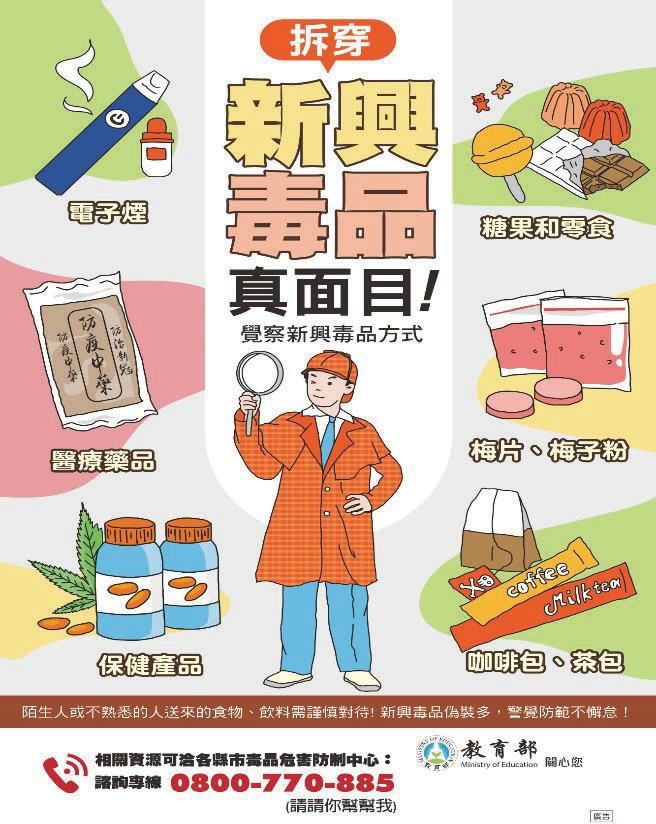 拆穿
新興
毒品
真面目!
覺察新興毒品方式
電子煙
糖果和零食
防疫中藥
防疫中藥
防治新冠
醫療藥品
梅片、梅子粉
coffee
Milk tea
保健產品
咖啡包、茶包
陌生人或不熟悉的人送來的食物、飲料需謹慎對待! 新興毒品偽裝多，警覺防範不懈怠！
相關資源可洽各縣市毒品危害防制中心：
諮詢專線 0800-770-885
(請請你幫幫我)
教育部
Ministry of Education
關心您
廣告